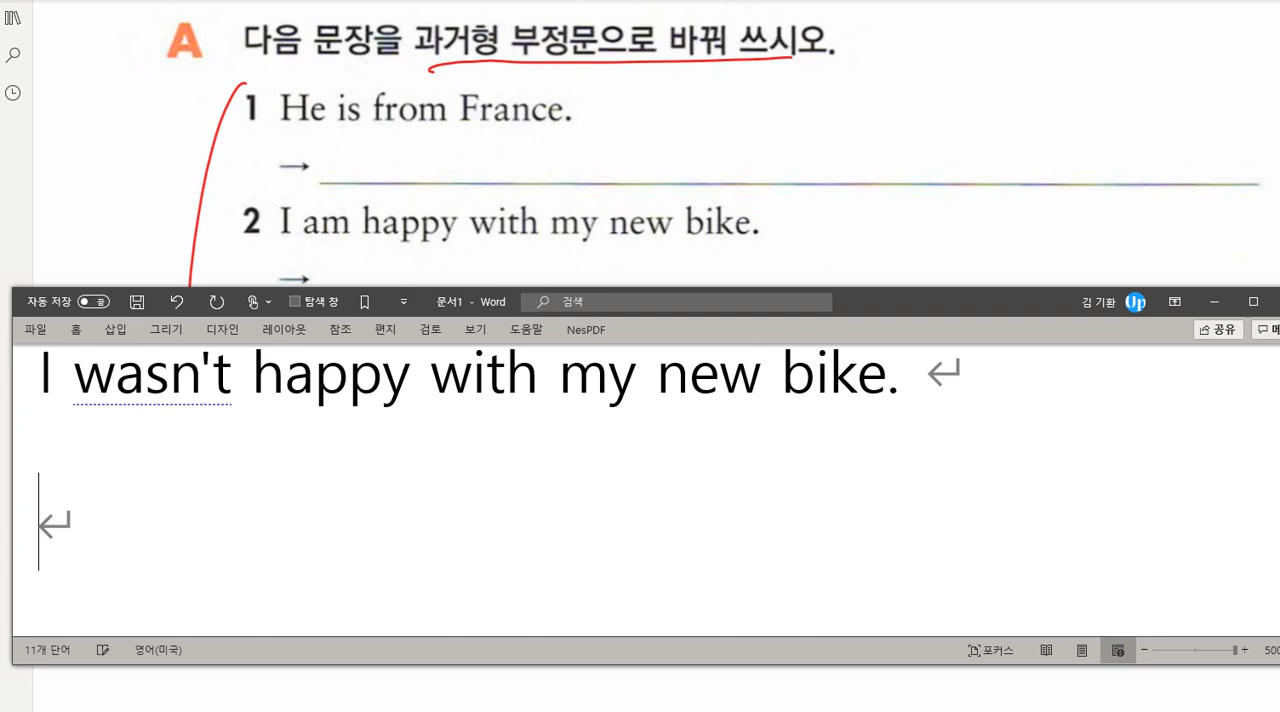 A 다음 문장을 과거형 부정문으로 바꿔 쓰시오.
1 He is from France.
→
2 I am happy with my new bike.
→
자동 저장 끔 탐색 창 문서1 - Word 검색 김 기환 Up
파일 홈 삽입 그리기 디자인 레이아웃 참조 편지 검토 보기 도움말 NesPDF 공유
I wasn't happy with my new bike.
11개 단어 영어(미국) 포커스